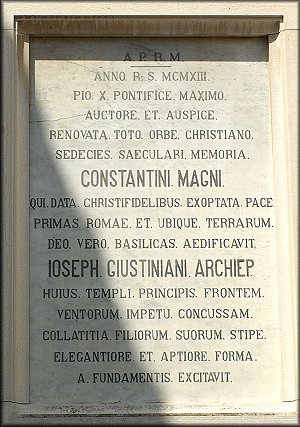 A. P. R. M.
ANNO. R. S. MCMXIII.
PIO. X. PONTIFICE. MAXIMO.
AUCTORE. ET. AUSPICE.
RENOVATA. TOTO. ORBE. CHRISTIANO.
SEDECIES. SAECULARI. MEMORIA.
CONSTANTINI. MAGNI.
QUI. DATA. CHRISTIFIDELIBUS. EXOPTATA. PACE.
PRIMAS. ROMAE. ET. UBIQUE. TERRARUM.
DEO. VERO. BASILICAS. AEDIFICAVIT.
IOSEPH. GIUSTINIANI. ARCHIEP.
HUIUS. TEMPLI. PRINCIPIS. FRONTEM.
VENTORUM. IMPETU. CONCUSSAM.
COLLATITIA. FILIORUM. SUORUM. STIPE.
ELEGANTIORE. ET. APTIORE. FORMA.
A. FUNDAMENTIS. EXCITAVIT.